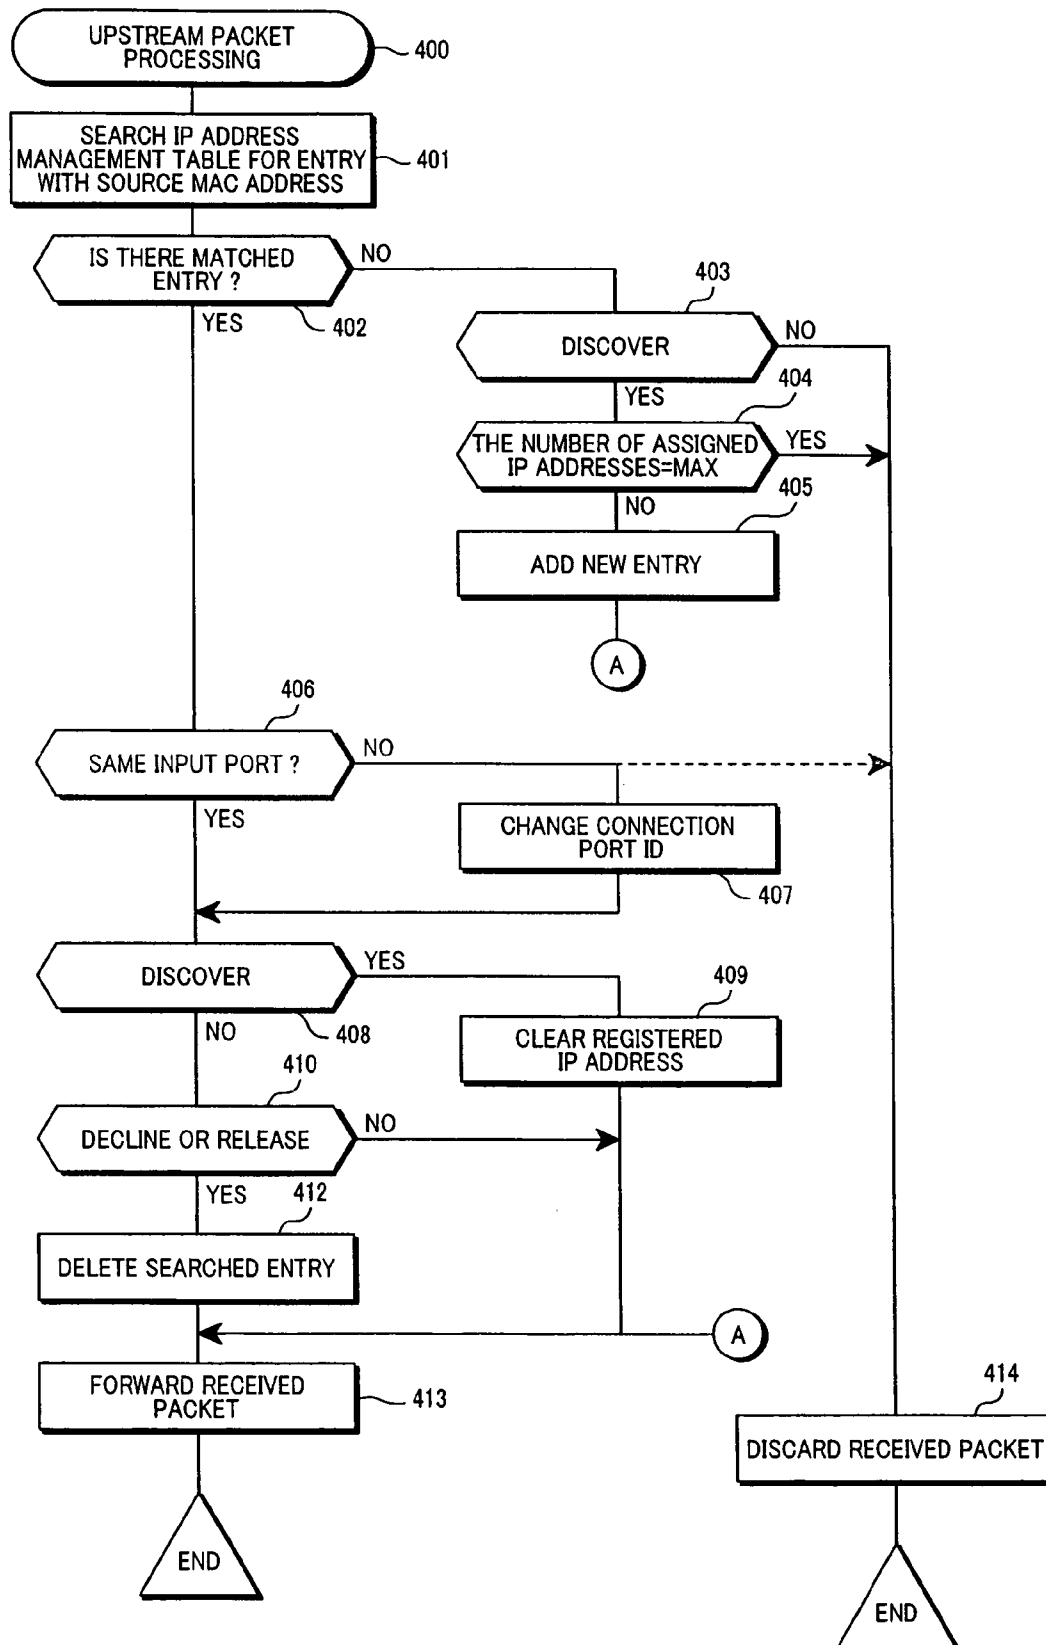 UPSTREAM PACKET
PROCESSING
400
SEARCH IP ADDRESS
MANAGEMENT TABLE FOR ENTRY
WITH SOURCE MAC ADDRESS
401
IS THERE MATCHED
ENTRY ?
NO
402
YES
403
DISCOVER
NO
YES
404
THE NUMBER OF ASSIGNED
IP ADDRESSES=MAX
YES
NO
405
ADD NEW ENTRY
A
406
SAME INPUT PORT ?
NO
YES
CHANGE CONNECTION
PORT ID
407
DISCOVER
YES
408
NO
409
CLEAR REGISTERED
IP ADDRESS
410
DECLINE OR RELEASE
NO
YES
412
DELETE SEARCHED ENTRY
A
FORWARD RECEIVED
PACKET
413
414
DISCARD RECEIVED PACKET
END
END